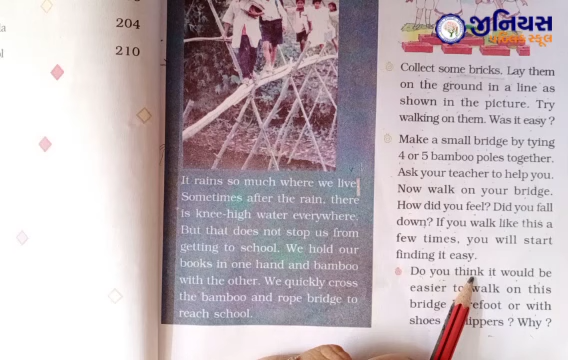 204
210
It rains so much where we live
Sometimes after the rain, there
is knee-high water everywhere.
But that does not stop us from
getting to school. We hold our
books in one hand and bamboo
with the other. We quickly cross
the bamboo and rope bridge to
reach school.
જીનિયસ
સ્કૂલ
Collect some bricks. Lay them
on the ground in a line as
shown in the picture. Try
walking on them. Was it easy ?
Make a small bridge by tying
4 or 5 bamboo poles together.
Ask your teacher to help you.
Now walk on your bridge.
How did you feel? Did you fall
down? If you walk like this a
few times, you will start
finding it easy.
Do you think it would be
easier to walk on this
bridge or with
shoes ? Why ?